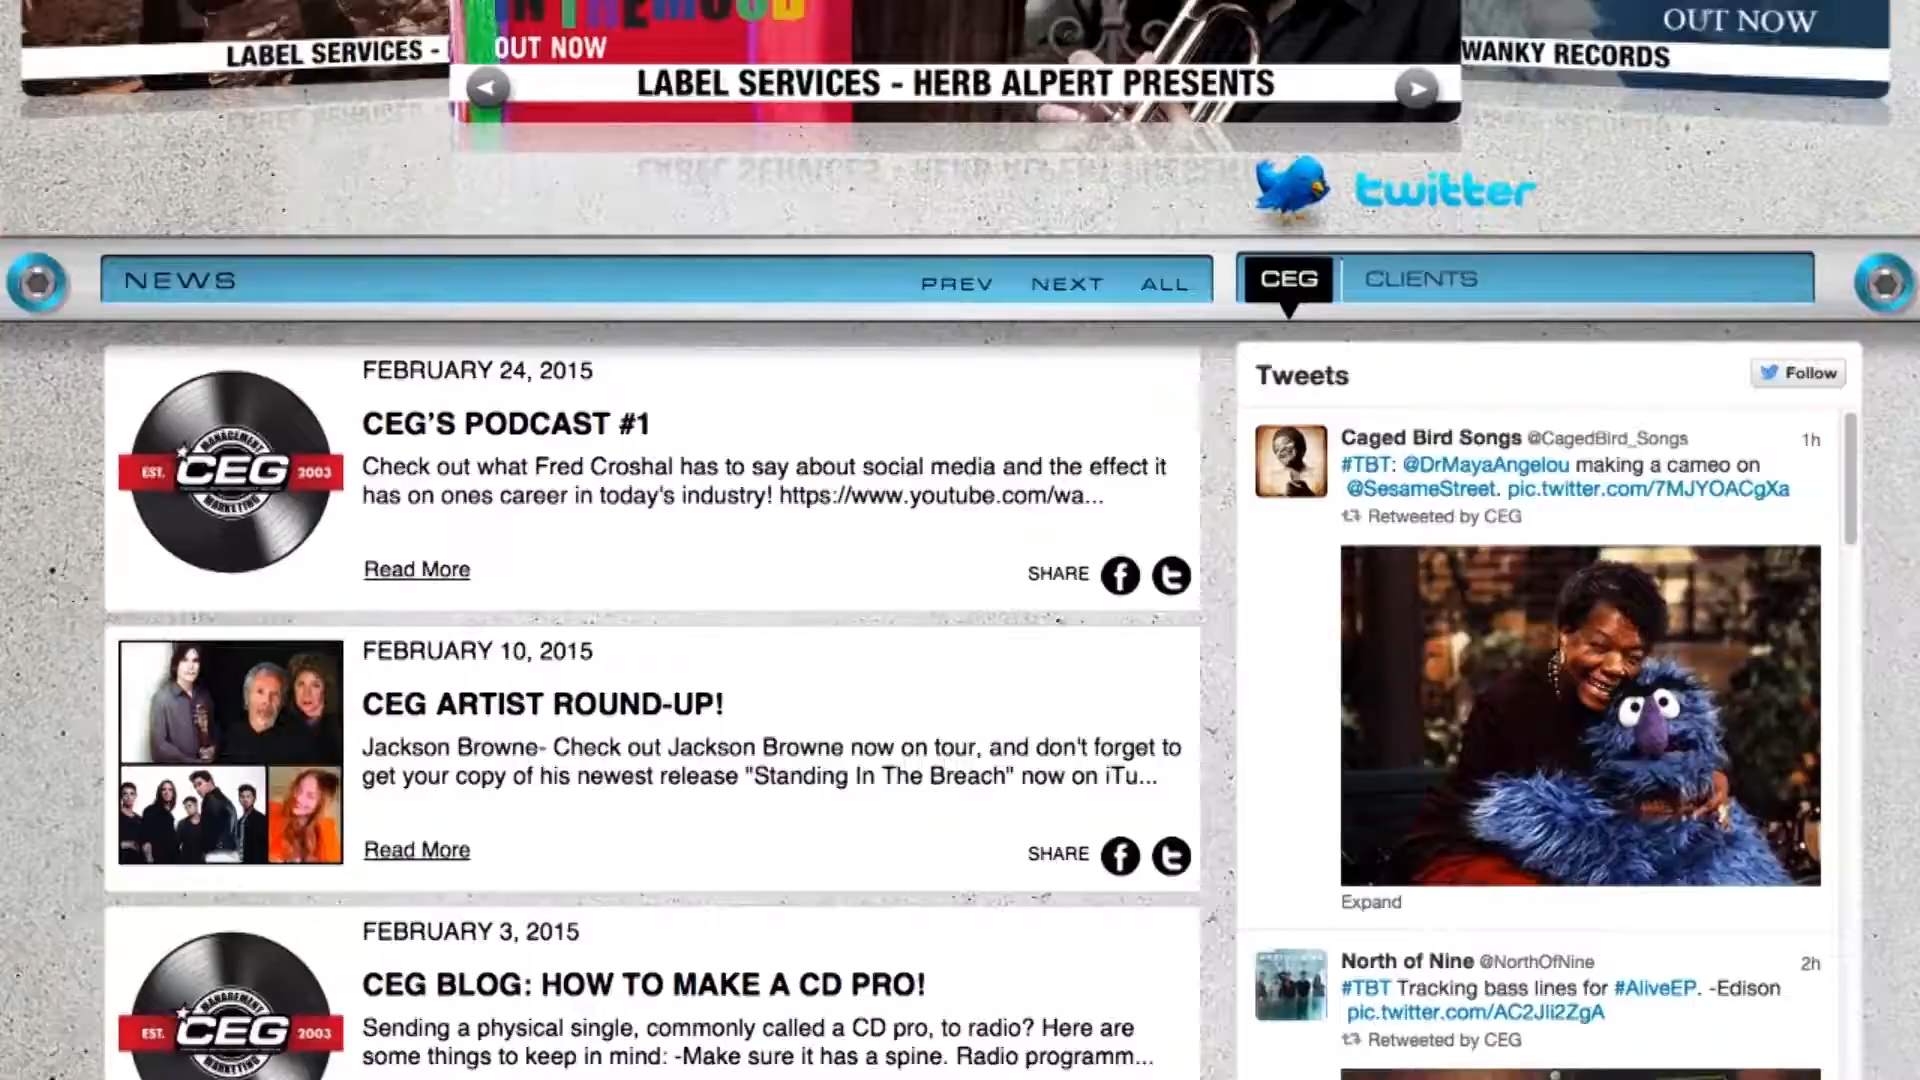 IN THE MOOD
OUT NOW
LABEL SERVICES -
OUT NOW
LABEL SERVICES - HERB ALPERT PRESENTS
WANKY RECORDS
twitter
NEWS
PREV NEXT ALL
CEG CLIENTS
FEBRUARY 24, 2015
CEG'S PODCAST #1
Check out what Fred Croshal has to say about social media and the effect it
has on ones career in today's industry! https://www.youtube.com/wa...
MANAGEMENT
EST. CEG 2003
MARKETING
Read More
SHARE
FEBRUARY 10, 2015
CEG ARTIST ROUND-UP!
Jackson Browne- Check out Jackson Browne now on tour, and don't forget to
get your copy of his newest release "Standing In The Breach" now on iTu...
Read More
SHARE
FEBRUARY 3, 2015
CEG BLOG: HOW TO MAKE A CD PRO!
Sending a physical single, commonly called a CD pro, to radio? Here are
some things to keep in mind: -Make sure it has a spine. Radio programm...
MANAGEMENT
EST. CEG 2003
MARKETING
Tweets
Follow
Caged Bird Songs @CagedBird_Songs 1h
#TBT: @DrMayaAngelou making a cameo on
@SesameStreet. pic.twitter.com/7MJYOACgXa
Retweeted by CEG
Expand
North of Nine @NorthOfNine 2h
#TBT Tracking bass lines for #AliveEP. -Edison
pic.twitter.com/AC2Jli2ZgA
Retweeted by CEG